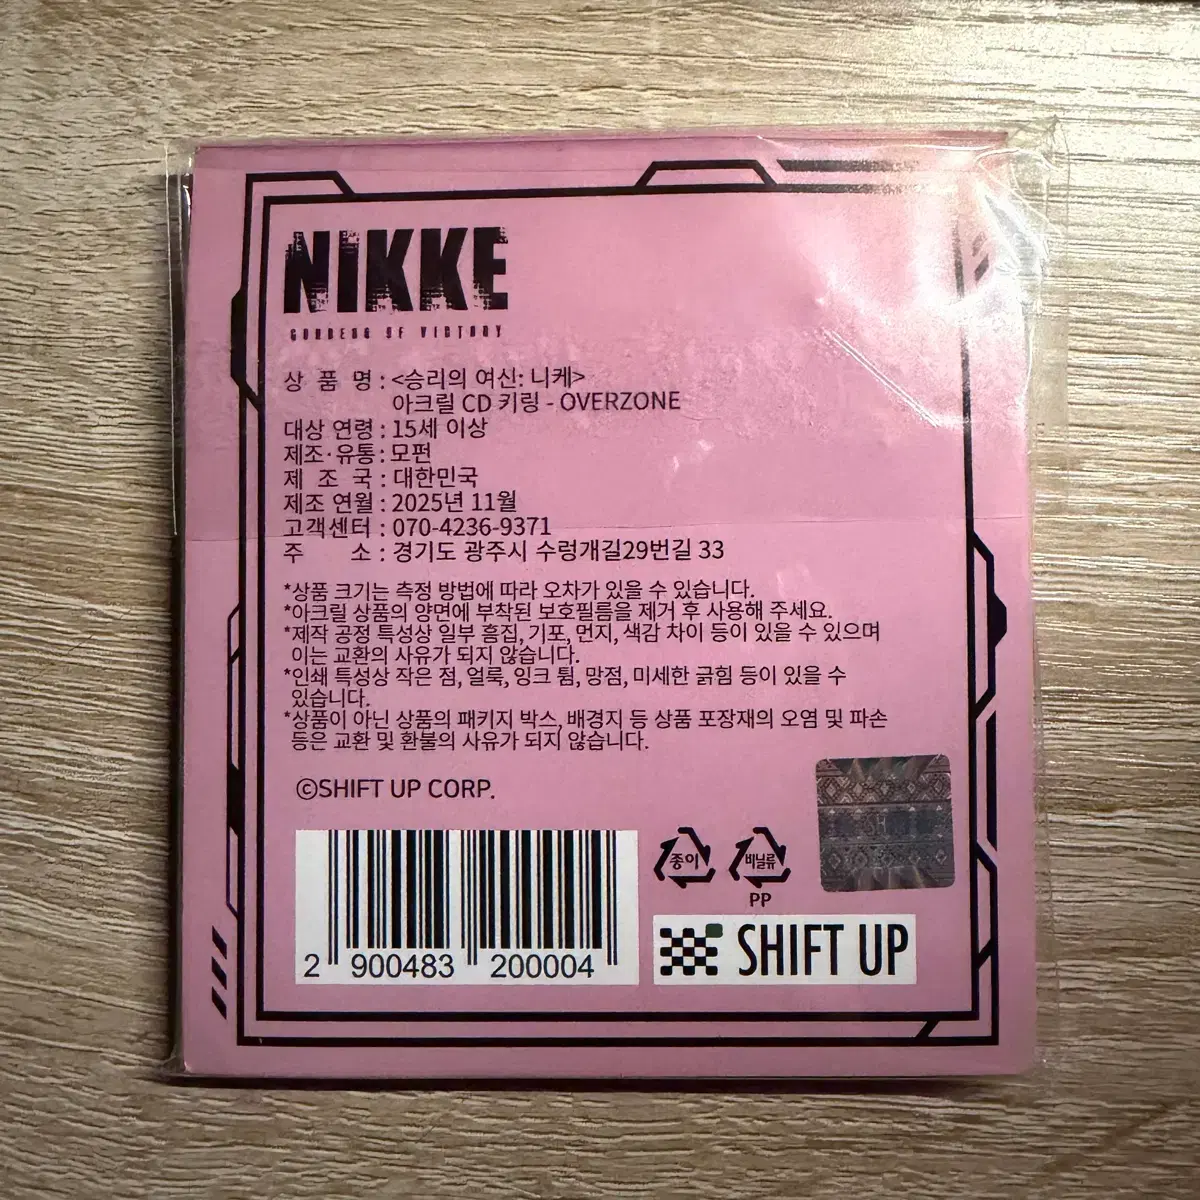 NIKKE
GODDESS OF VICTORY
상 품 명 : <승리의 여신: 니케>
아크릴 CD 키링 - OVERZONE
대상 연령 : 15세 이상
제조·유통 : 모펀
제 조 국 : 대한민국
제조 연월 : 2025년 11월
고객센터 : 070-4236-9371
주 소 : 경기도 광주시 수렁개길29번길 33
*상품 크기는 측정 방법에 따라 오차가 있을 수 있습니다.
*아크릴 상품의 양면에 부착된 보호필름을 제거 후 사용해 주세요.
*제작 공정 특성상 일부 흠집, 기포, 먼지, 색감 차이 등이 있을 수 있으며
이는 교환의 사유가 되지 않습니다.
*인쇄 특성상 작은 점, 얼룩, 잉크 튐, 망점, 미세한 긁힘 등이 있을 수
있습니다.
*상품이 아닌 상품의 패키지 박스, 배경지 등 상품 포장재의 오염 및 파손
등은 교환 및 환불의 사유가 되지 않습니다.
©SHIFT UP CORP.
2 900483 200004
종이
비닐류
PP
SHIFT UP